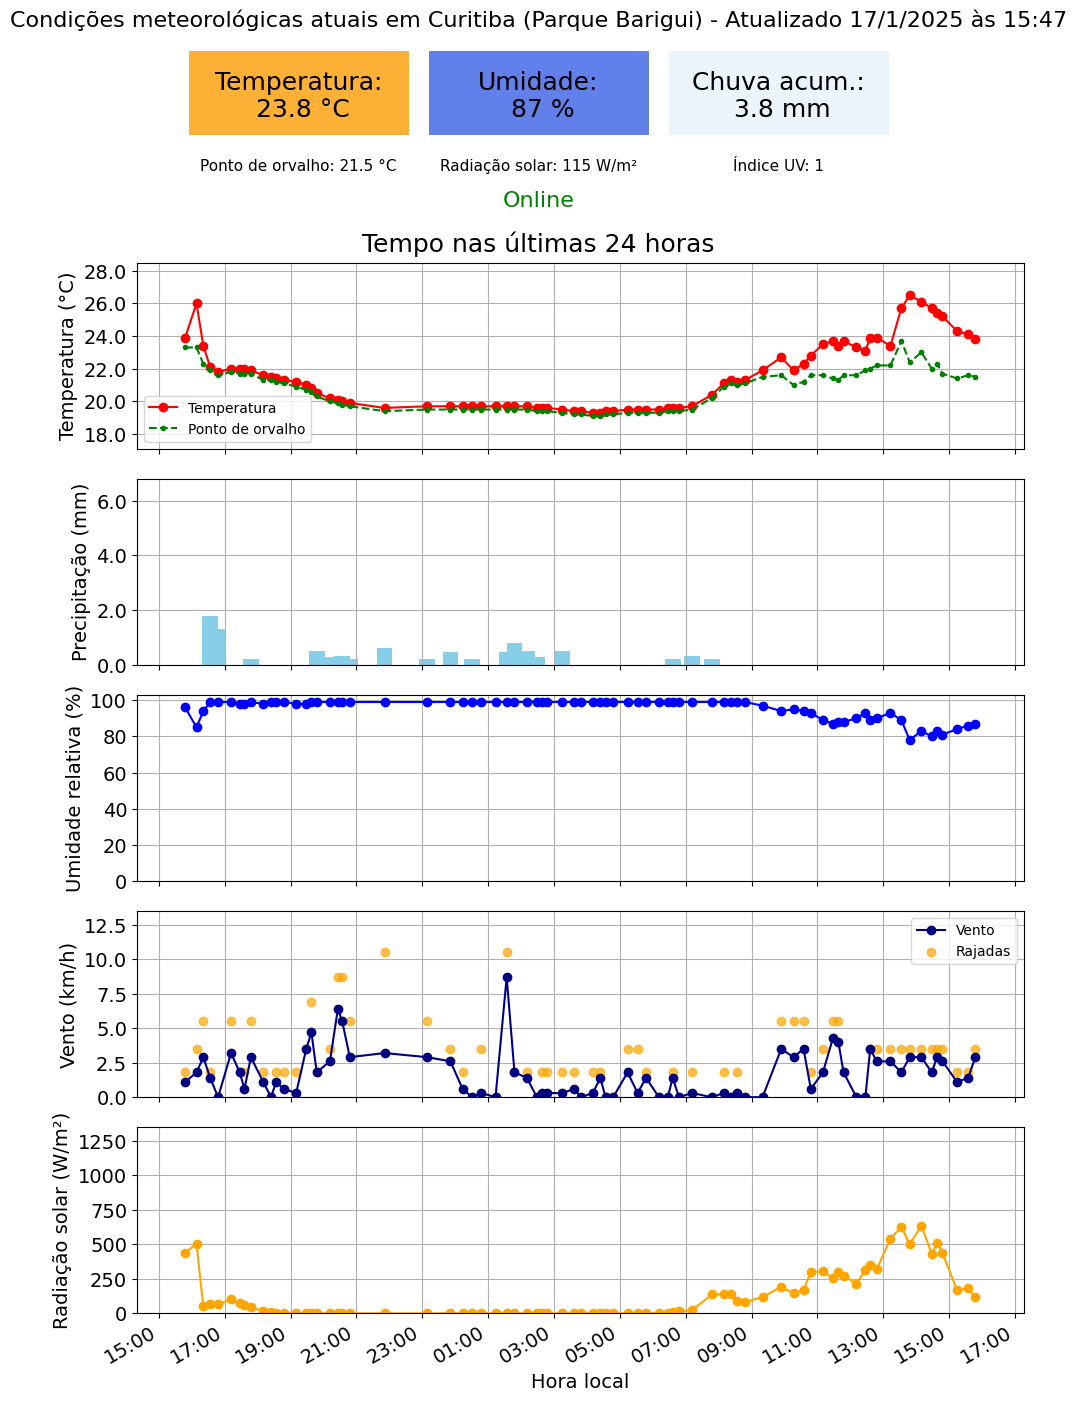 Condições meteorológicas atuais em Curitiba (Parque Barigui) - Atualizado 17/1/2025 às 15:47
Temperatura:
23.8 °C
Umidade:
87 %
Chuva acum.:
3.8 mm
Ponto de orvalho: 21.5 °C
Radiação solar: 115 W/m²
Índice UV: 1
Online
Tempo nas últimas 24 horas
Temperatura (°C)
28.0
26.0
24.0
22.0
20.0
18.0
Temperatura
Ponto de orvalho
Precipitação (mm)
6.0
4.0
2.0
0.0
Umidade relativa (%)
100
80
60
40
20
0
Vento (km/h)
12.5
10.0
7.5
5.0
2.5
0.0
Vento
Rajadas
Radiação solar (W/m²)
1250
1000
750
500
250
0
15:00
17:00
19:00
21:00
23:00
01:00
03:00
05:00
07:00
09:00
11:00
13:00
15:00
17:00
Hora local